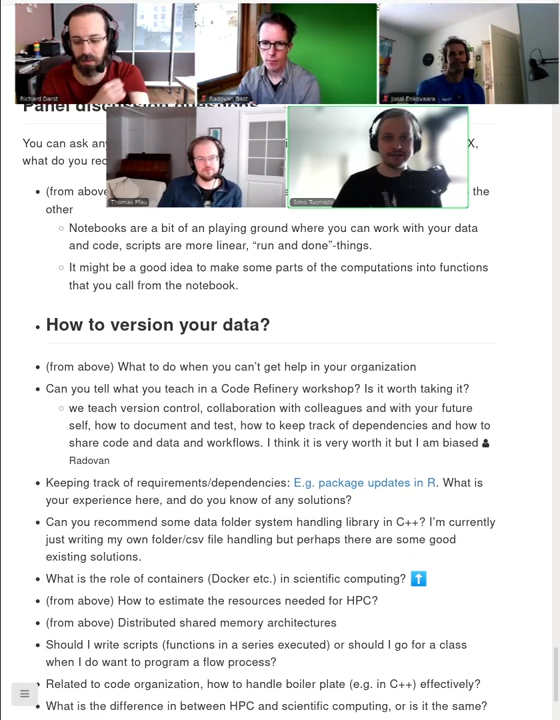 Richard Darst
Radovan Bast
Jussi Enkovaara
Panel discussion questions
You can ask any
X,
what do you rec
Thomas Pfau
Simo Tuomisto
(from above
the
other
Notebooks are a bit of an playing ground where you can work with your data
and code, scripts are more linear, “run and done”-things.
It might be a good idea to make some parts of the computations into functions
that you call from the notebook.
How to version your data?
(from above) What to do when you can’t get help in your organization
Can you tell what you teach in a Code Refinery workshop? Is it worth taking it?
we teach version control, collaboration with colleagues and with your future
self, how to document and test, how to keep track of dependencies and how to
share code and data and workflows. I think it is very worth it but I am biased
Radovan
Keeping track of requirements/dependencies: E.g. package updates in R. What is
your experience here, and do you know of any solutions?
Can you recommend some data folder system handling library in C++? I’m currently
just writing my own folder/csv file handling but perhaps there are some good
existing solutions.
What is the role of containers (Docker etc.) in scientific computing?
(from above) How to estimate the resources needed for HPC?
(from above) Distributed shared memory architectures
Should I write scripts (functions in a series executed) or should I go for a class
when I do want to program a flow process?
Related to code organization, how to handle boiler plate (e.g. in C++) effectively?
What is the difference in between HPC and scientific computing, or is it the same?